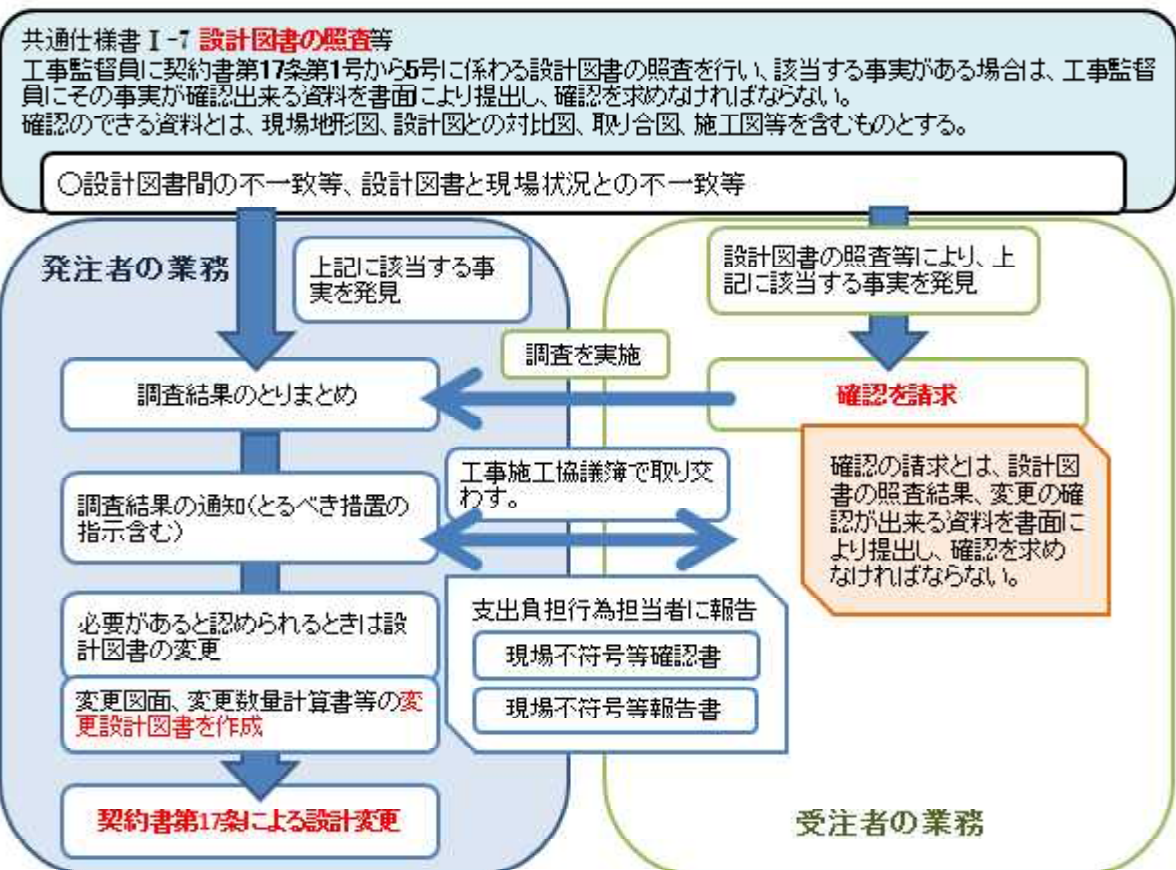 共通仕様書Ⅰ-7 設計図書の照査等
工事監督員に契約書第17条第1号から5号に係わる設計図書の照査を行い、該当する事実がある場合は、工事監督
員にその事実が確認出来る資料を書面により提出し、確認を求めなければならない。
確認のできる資料とは、現場地形図、設計図との対比図、取り合図、施工図等を含むものとする。
○設計図書間の不一致等、設計図書と現場状況との不一致等
発注者の業務
上記に該当する事
実を発見
設計図書の照査等により、上
記に該当する事実を発見
調査を実施
調査結果のとりまとめ
確認を請求
確認の請求とは、設計図
書の照査結果、変更の確
認が出来る資料を書面に
より提出し、確認を求め
なければならない。
工事施工協議簿で取り交
わす。
調査結果の通知(とるべき措置の
指示含む)
支出負担行為担当者に報告
現場不符号等確認書
現場不符号等報告書
必要があると認められるときは設
計図書の変更
変更図面、変更数量計算書等の変
更設計図書を作成
契約書第17条による設計変更
受注者の業務